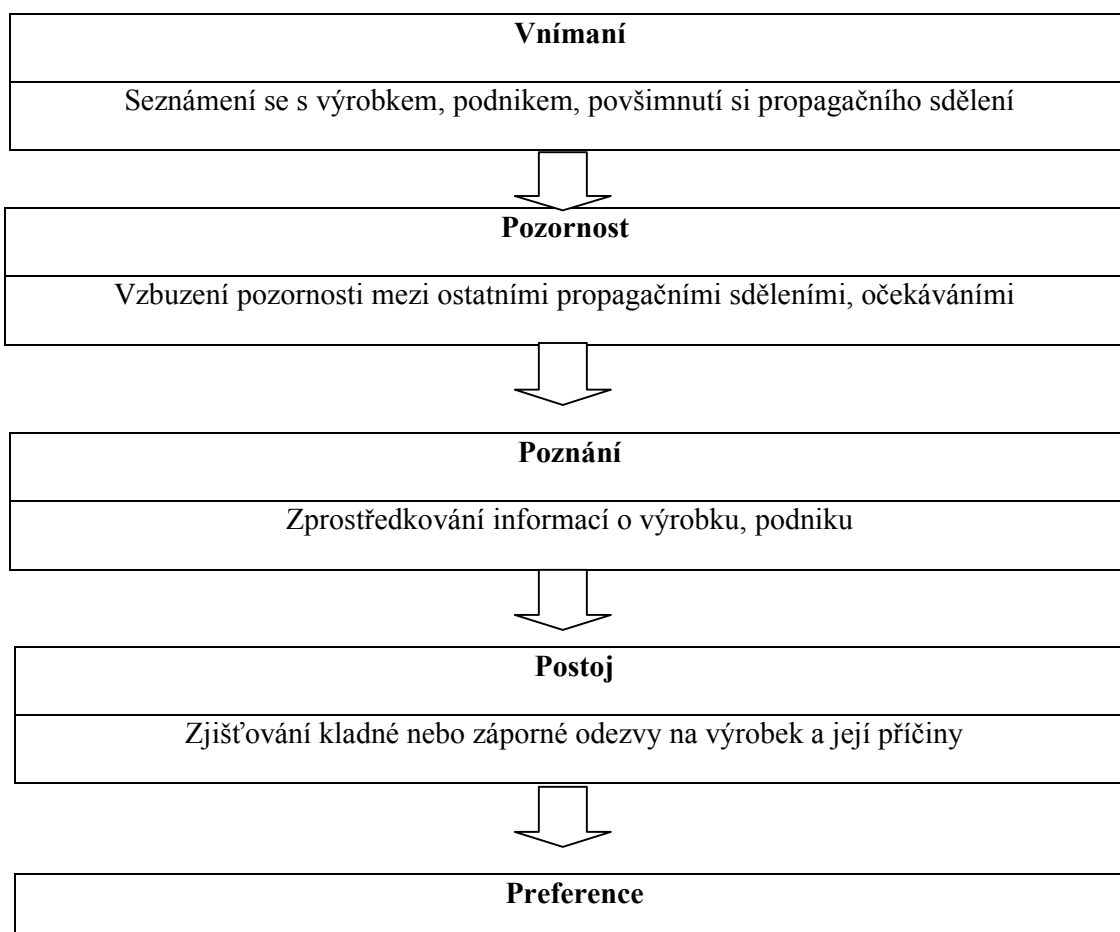 Vnímaní
Seznámení se s výrobkem, podnikem, povšimnutí si propagačního sdělení
Pozornost
Vzbuzení pozornosti mezi ostatními propagačními sděleními, očekáváními
Poznání
Zprostředkování informací o výrobku, podniku
Postoj
Zjišťování kladné nebo záporné odezvy na výrobek a její příčiny
Preference